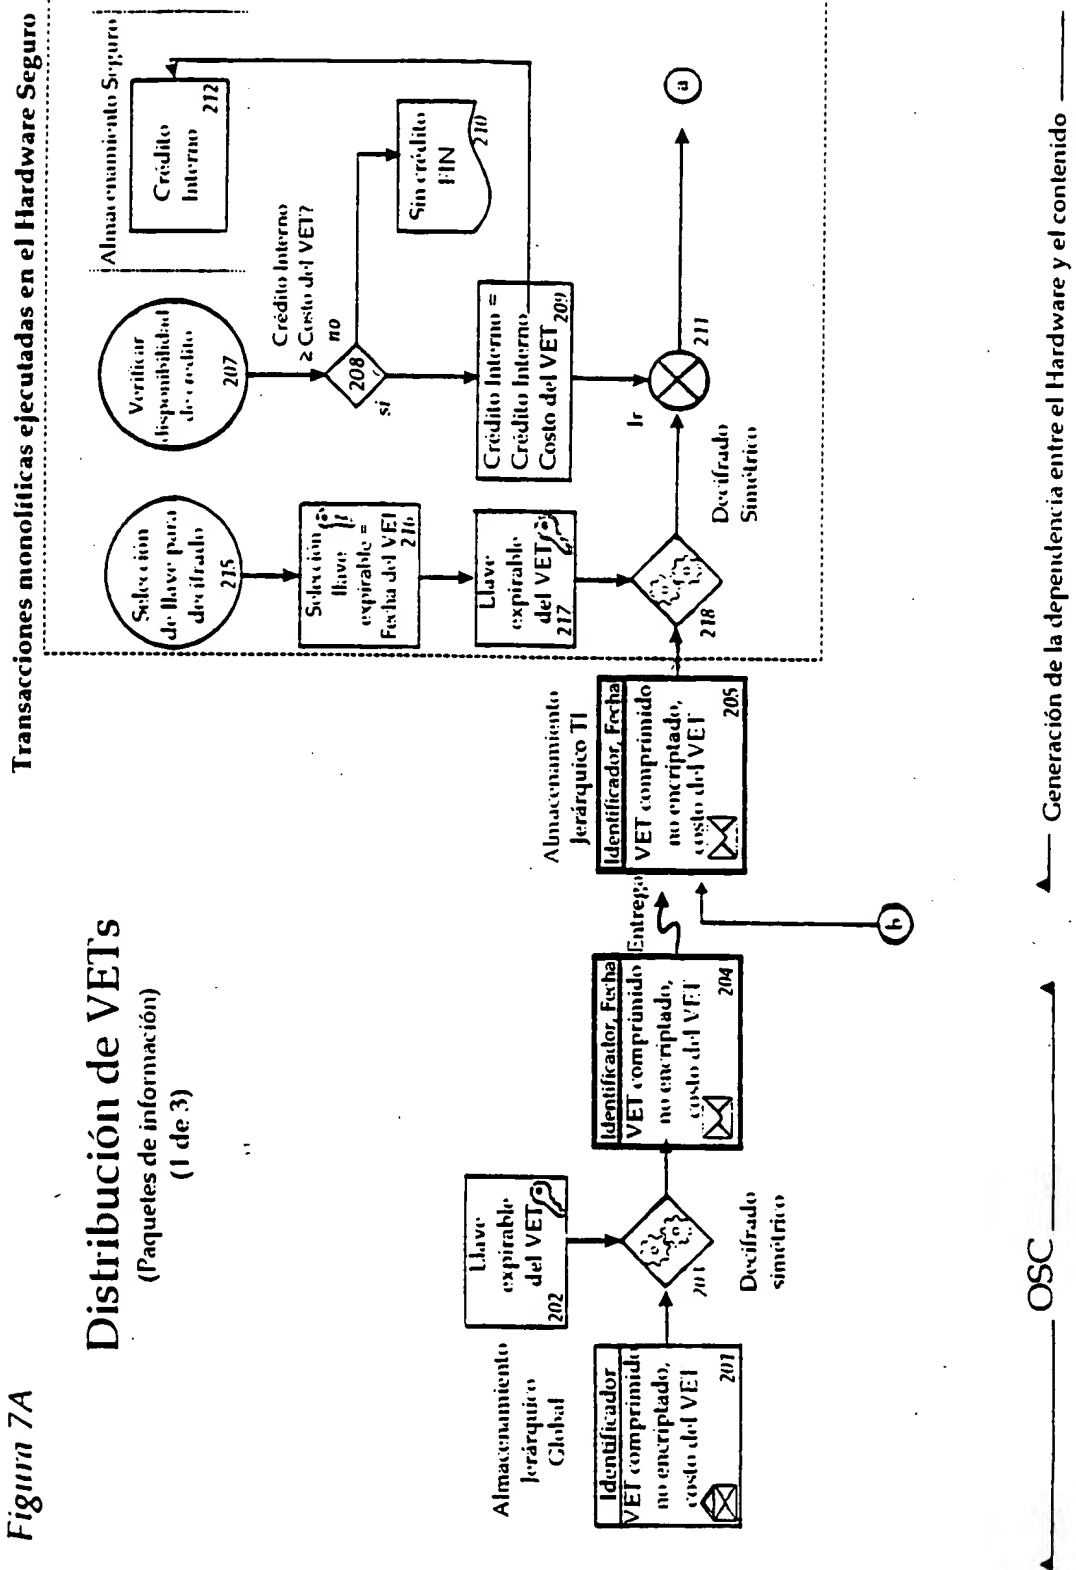 Figura 7A
Distribución de VETs
(Paquetes de información)
(1 de 3)
Transacciones monolíticas ejecutadas en el Hardware Seguro
Almacenamiento
Jerárquico
Global
Identificador
VET comprimido
no encriptado,
costo del VET
201
Llave
expirable
del VET
202
Decifrado
simétrico
Identificador, Fecha
VET comprimido
no encriptado,
costo del VET
204
Entrega
b
Almacenamiento
Jerárquico TI
Identificador, Fecha
VET comprimido
no encriptado,
costo del VET
205
Selección
de llave para
decifrado
215
Selección
llave
expirable =
Fecha del VET
216
Llave
expirable
del VET
217
218
Decifrado
Simétrico
Verificar
disponibilidad
de credito
207
Crédito Interno
≥ Costo del VET?
208
no
si
Crédito Interno =
Crédito Interno
Costo del VET
209
Ir
211
a
Sin crédito
FIN
210
Almacenamiento Seguro
Crédito
Interno
212
OSC
Generación de la dependencia entre el Hardware y el contenido